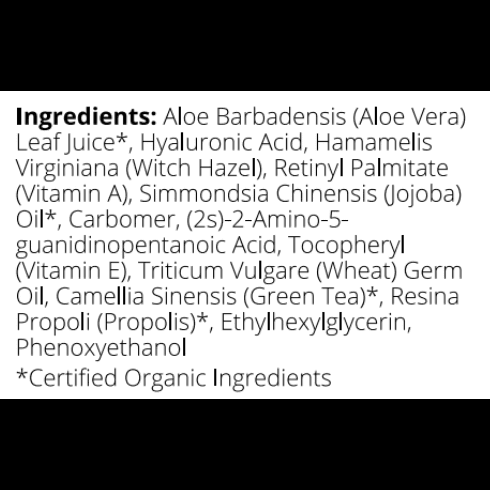 Ingredients: Aloe Barbadensis (Aloe Vera)
Leaf Juice*, Hyaluronic Acid, Hamamelis
Virginiana (Witch Hazel), Retinyl Palmitate
(Vitamin A), Simmondsia Chinensis (Jojoba)
Oil*, Carbomer, (2s)-2-Amino-5-
guanidinopentanoic Acid, Tocopheryl
(Vitamin E), Triticum Vulgare (Wheat) Germ
Oil, Camellia Sinensis (Green Tea)*, Resina
Propoli (Propolis)*, Ethylhexylglycerin,
Phenoxyethanol
*Certified Organic Ingredients